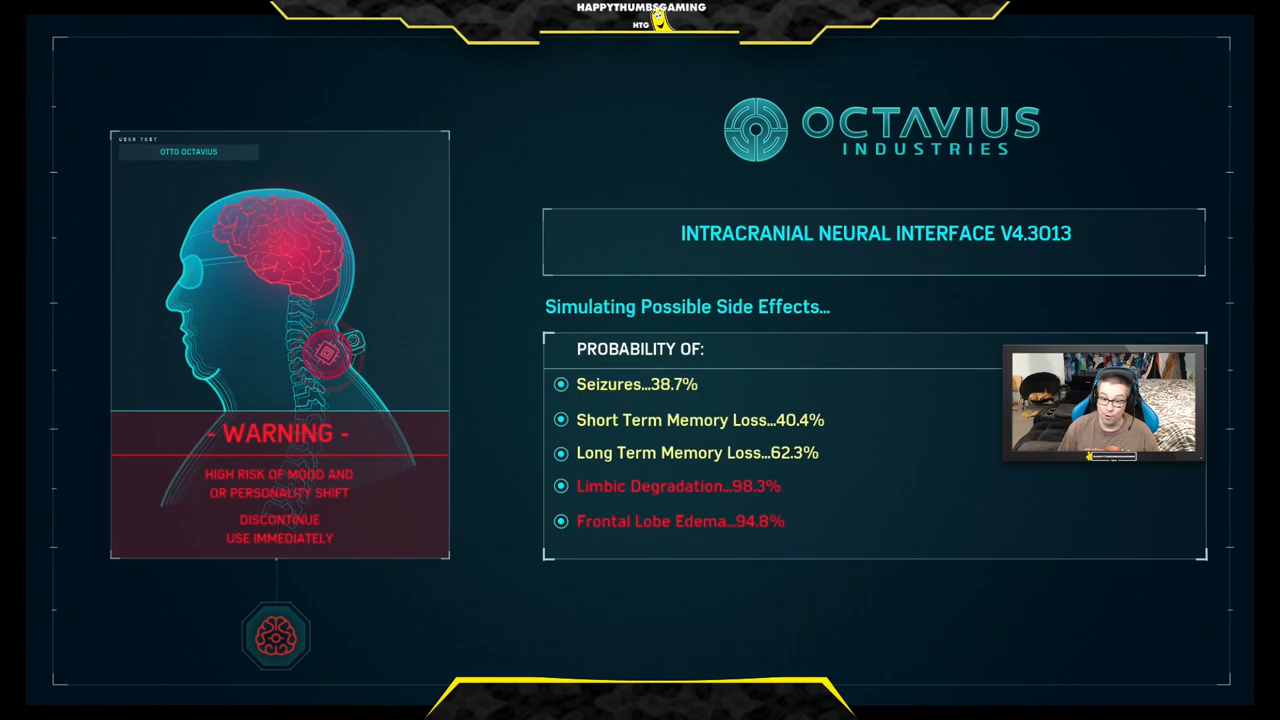 HAPPYTHUMBSGAMING
HTG
USER TEST
OTTO OCTAVIUS
OCTAVIUS
INDUSTRIES
INTRACRANIAL NEURAL INTERFACE V4.3013
Simulating Possible Side Effects...
PROBABILITY OF:
Seizures...38.7%
Short Term Memory Loss...40.4%
Long Term Memory Loss...62.3%
Limbic Degradation...98.3%
Frontal Lobe Edema...94.8%
- WARNING -
HIGH RISK OF MOOD AND
OR PERSONALITY SHIFT
DISCONTINUE
USE IMMEDIATELY
HAPPYTHUMBSGAMING